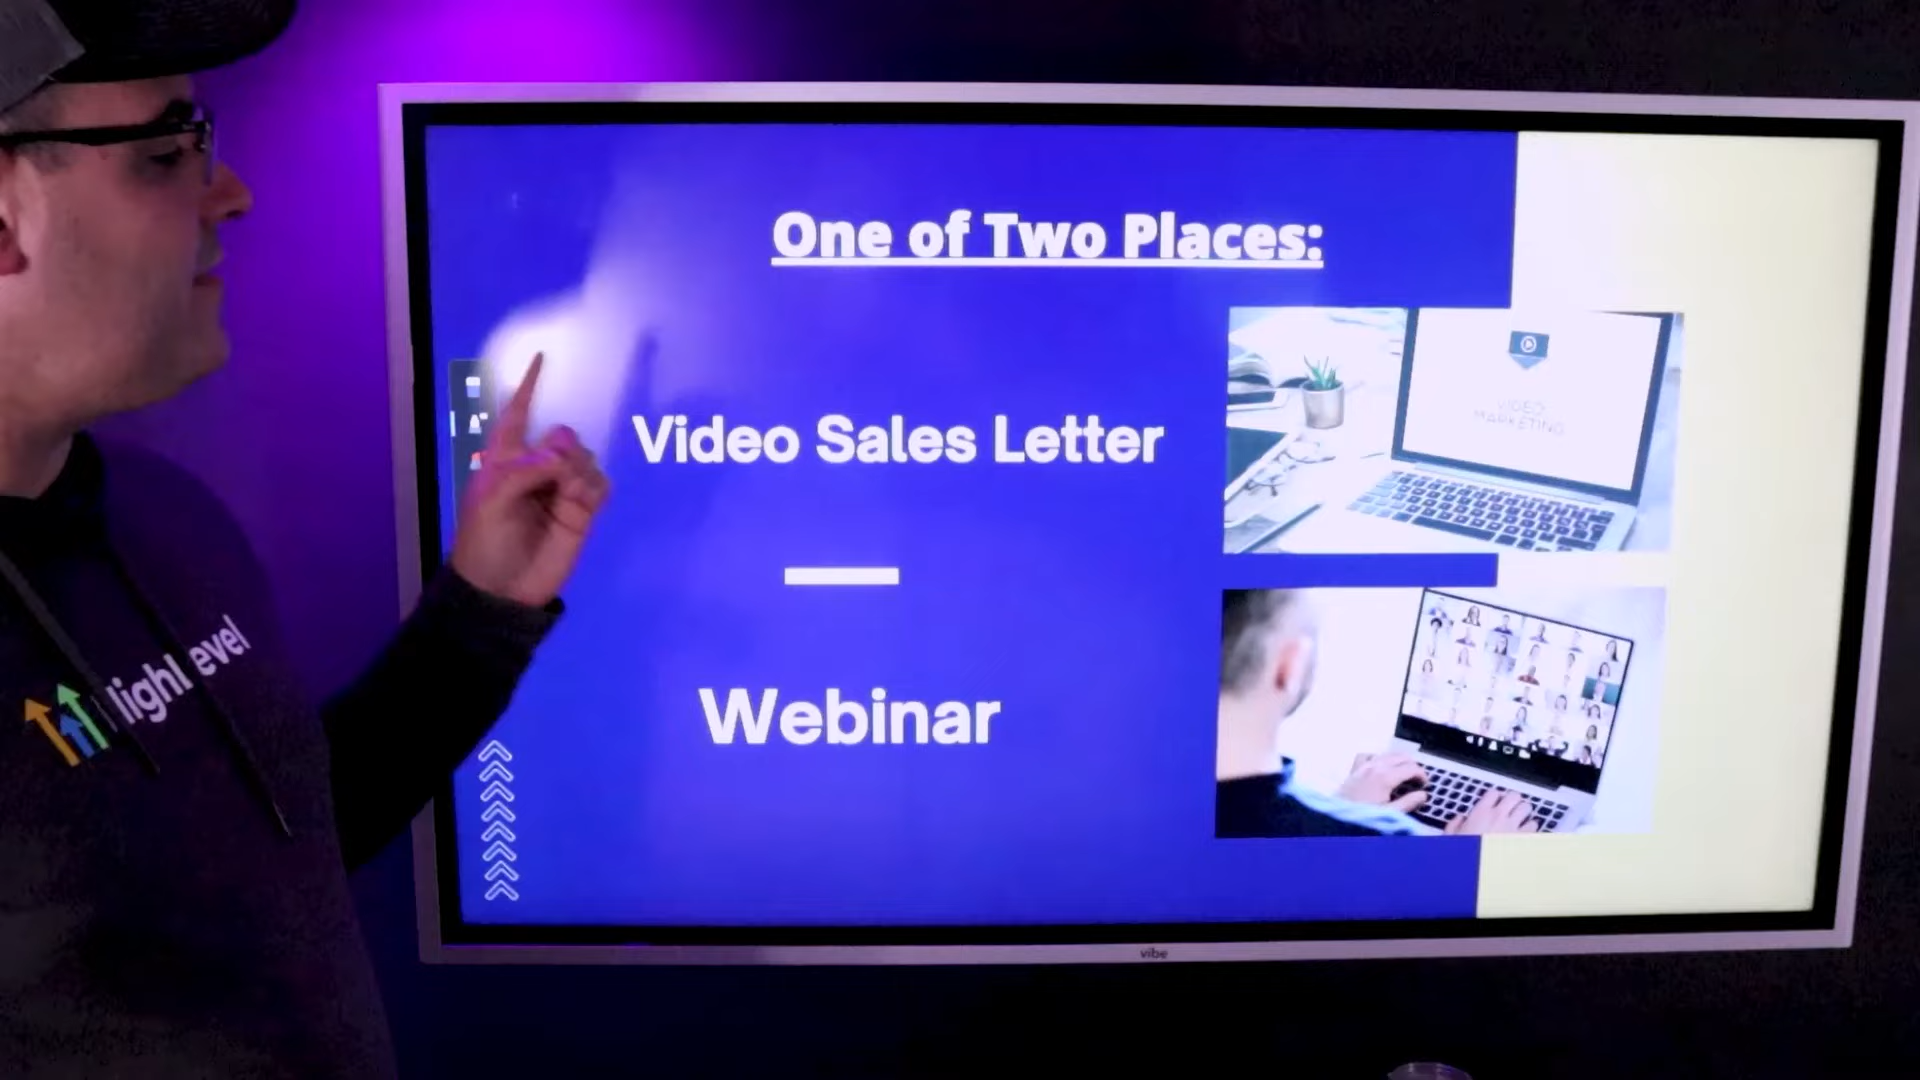 One of Two Places:
Video Sales Letter
VIDEO
MARKETING
Webinar
HighLevel
vibe